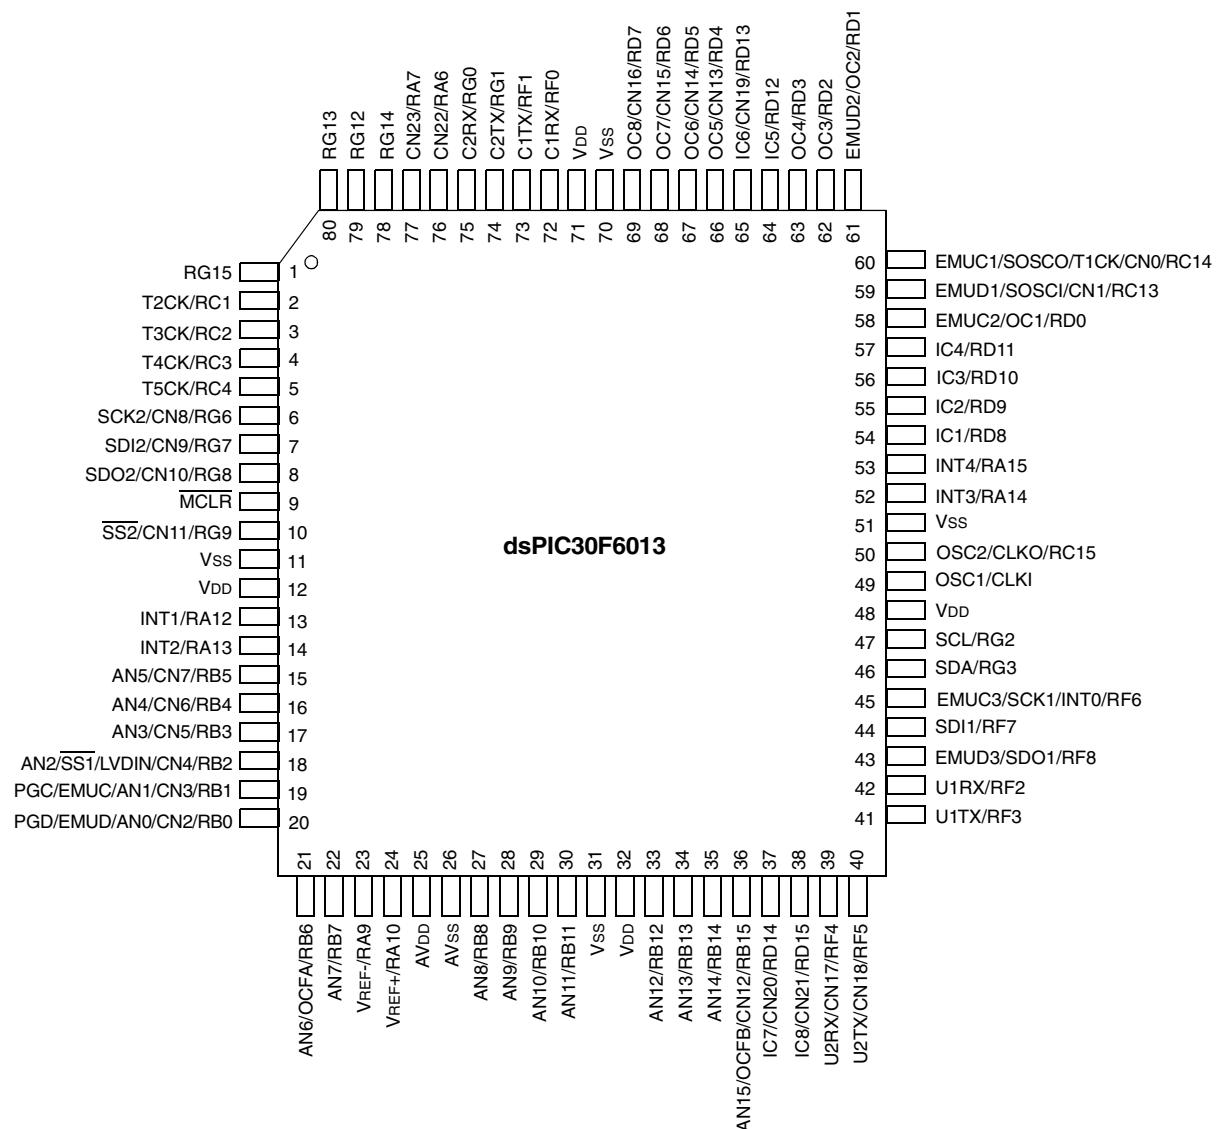 RG13
RG12
RG14
CN23/RA7
CN22/RA6
C2RX/RG0
C2TX/RG1
C1TX/RF1
C1RX/RF0
VDD
VSS
OC8/CN16/RD7
OC7/CN15/RD6
OC6/CN14/RD5
OC5/CN13/RD4
IC6/CN19/RD13
IC5/RD12
OC4/RD3
OC3/RD2
EMUD2/OC2/RD1
80
79
78
77
76
75
74
73
72
71
70
69
68
67
66
65
64
63
62
61
RG15 1
T2CK/RC1 2
T3CK/RC2 3
T4CK/RC3 4
T5CK/RC4 5
SCK2/CN8/RG6 6
SDI2/CN9/RG7 7
SDO2/CN10/RG8 8
MCLR 9
SS2/CN11/RG9 10
VSS 11
VDD 12
INT1/RA12 13
INT2/RA13 14
AN5/CN7/RB5 15
AN4/CN6/RB4 16
AN3/CN5/RB3 17
AN2/SS1/LVDIN/CN4/RB2 18
PGC/EMUC/AN1/CN3/RB1 19
PGD/EMUD/AN0/CN2/RB0 20
dsPIC30F6013
60 EMUC1/SOSCO/T1CK/CN0/RC14
59 EMUD1/SOSCI/CN1/RC13
58 EMUC2/OC1/RD0
57 IC4/RD11
56 IC3/RD10
55 IC2/RD9
54 IC1/RD8
53 INT4/RA15
52 INT3/RA14
51 VSS
50 OSC2/CLKO/RC15
49 OSC1/CLKI
48 VDD
47 SCL/RG2
46 SDA/RG3
45 EMUC3/SCK1/INT0/RF6
44 SDI1/RF7
43 EMUD3/SDO1/RF8
42 U1RX/RF2
41 U1TX/RF3
21
22
23
24
25
26
27
28
29
30
31
32
33
34
35
36
37
38
39
40
AN6/OCFA/RB6
AN7/RB7
VREF-/RA9
VREF+/RA10
AVDD
AVSS
AN8/RB8
AN9/RB9
AN10/RB10
AN11/RB11
VSS
VDD
AN12/RB12
AN13/RB13
AN14/RB14
AN15/OCFB/CN12/RB15
IC7/CN20/RD14
IC8/CN21/RD15
U2RX/CN17/RF4
U2TX/CN18/RF5